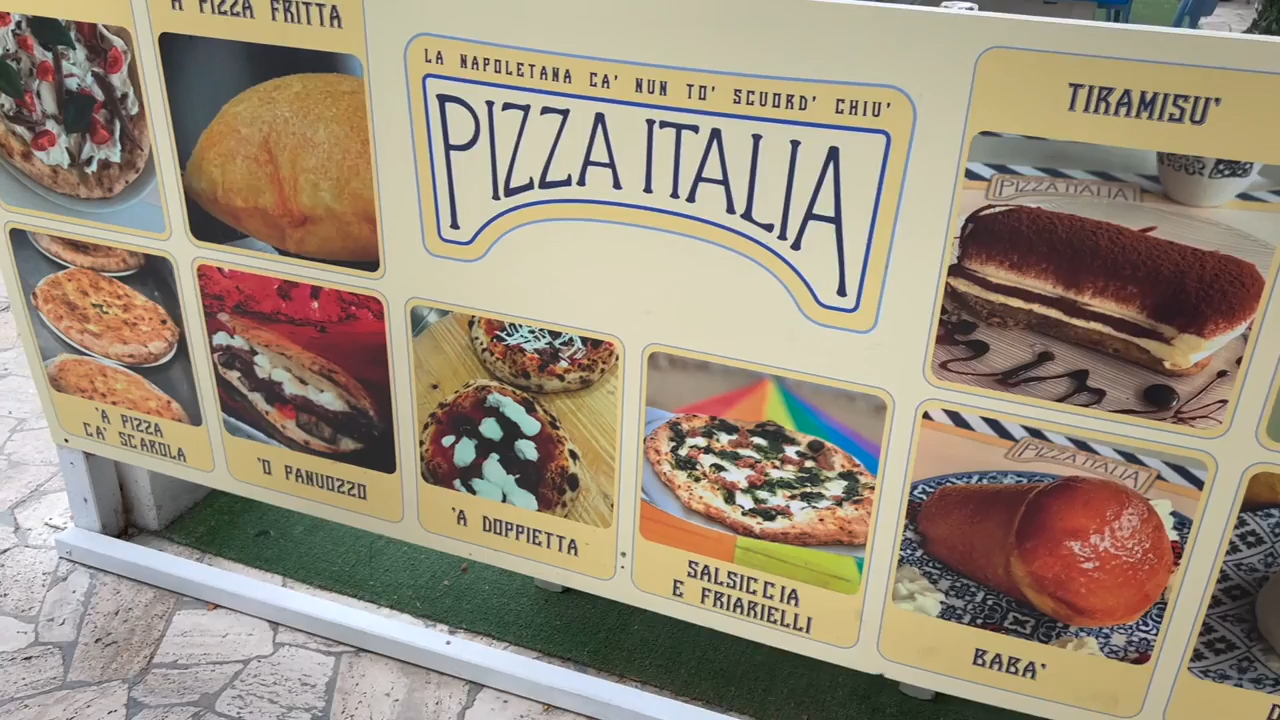 'A PIZZA FRITTA
LA NAPOLETANA CA' NUN TO' SCUORD' CHIU'
PIZZA ITALIA
TIRAMISU'
PIZZA ITALIA
'A PIZZA
CA' SCAROLA
'O PANUOZZO
'A DOPPIETTA
SALSICCIA
E FRIARIELLI
PIZZA ITALIA
BABA'